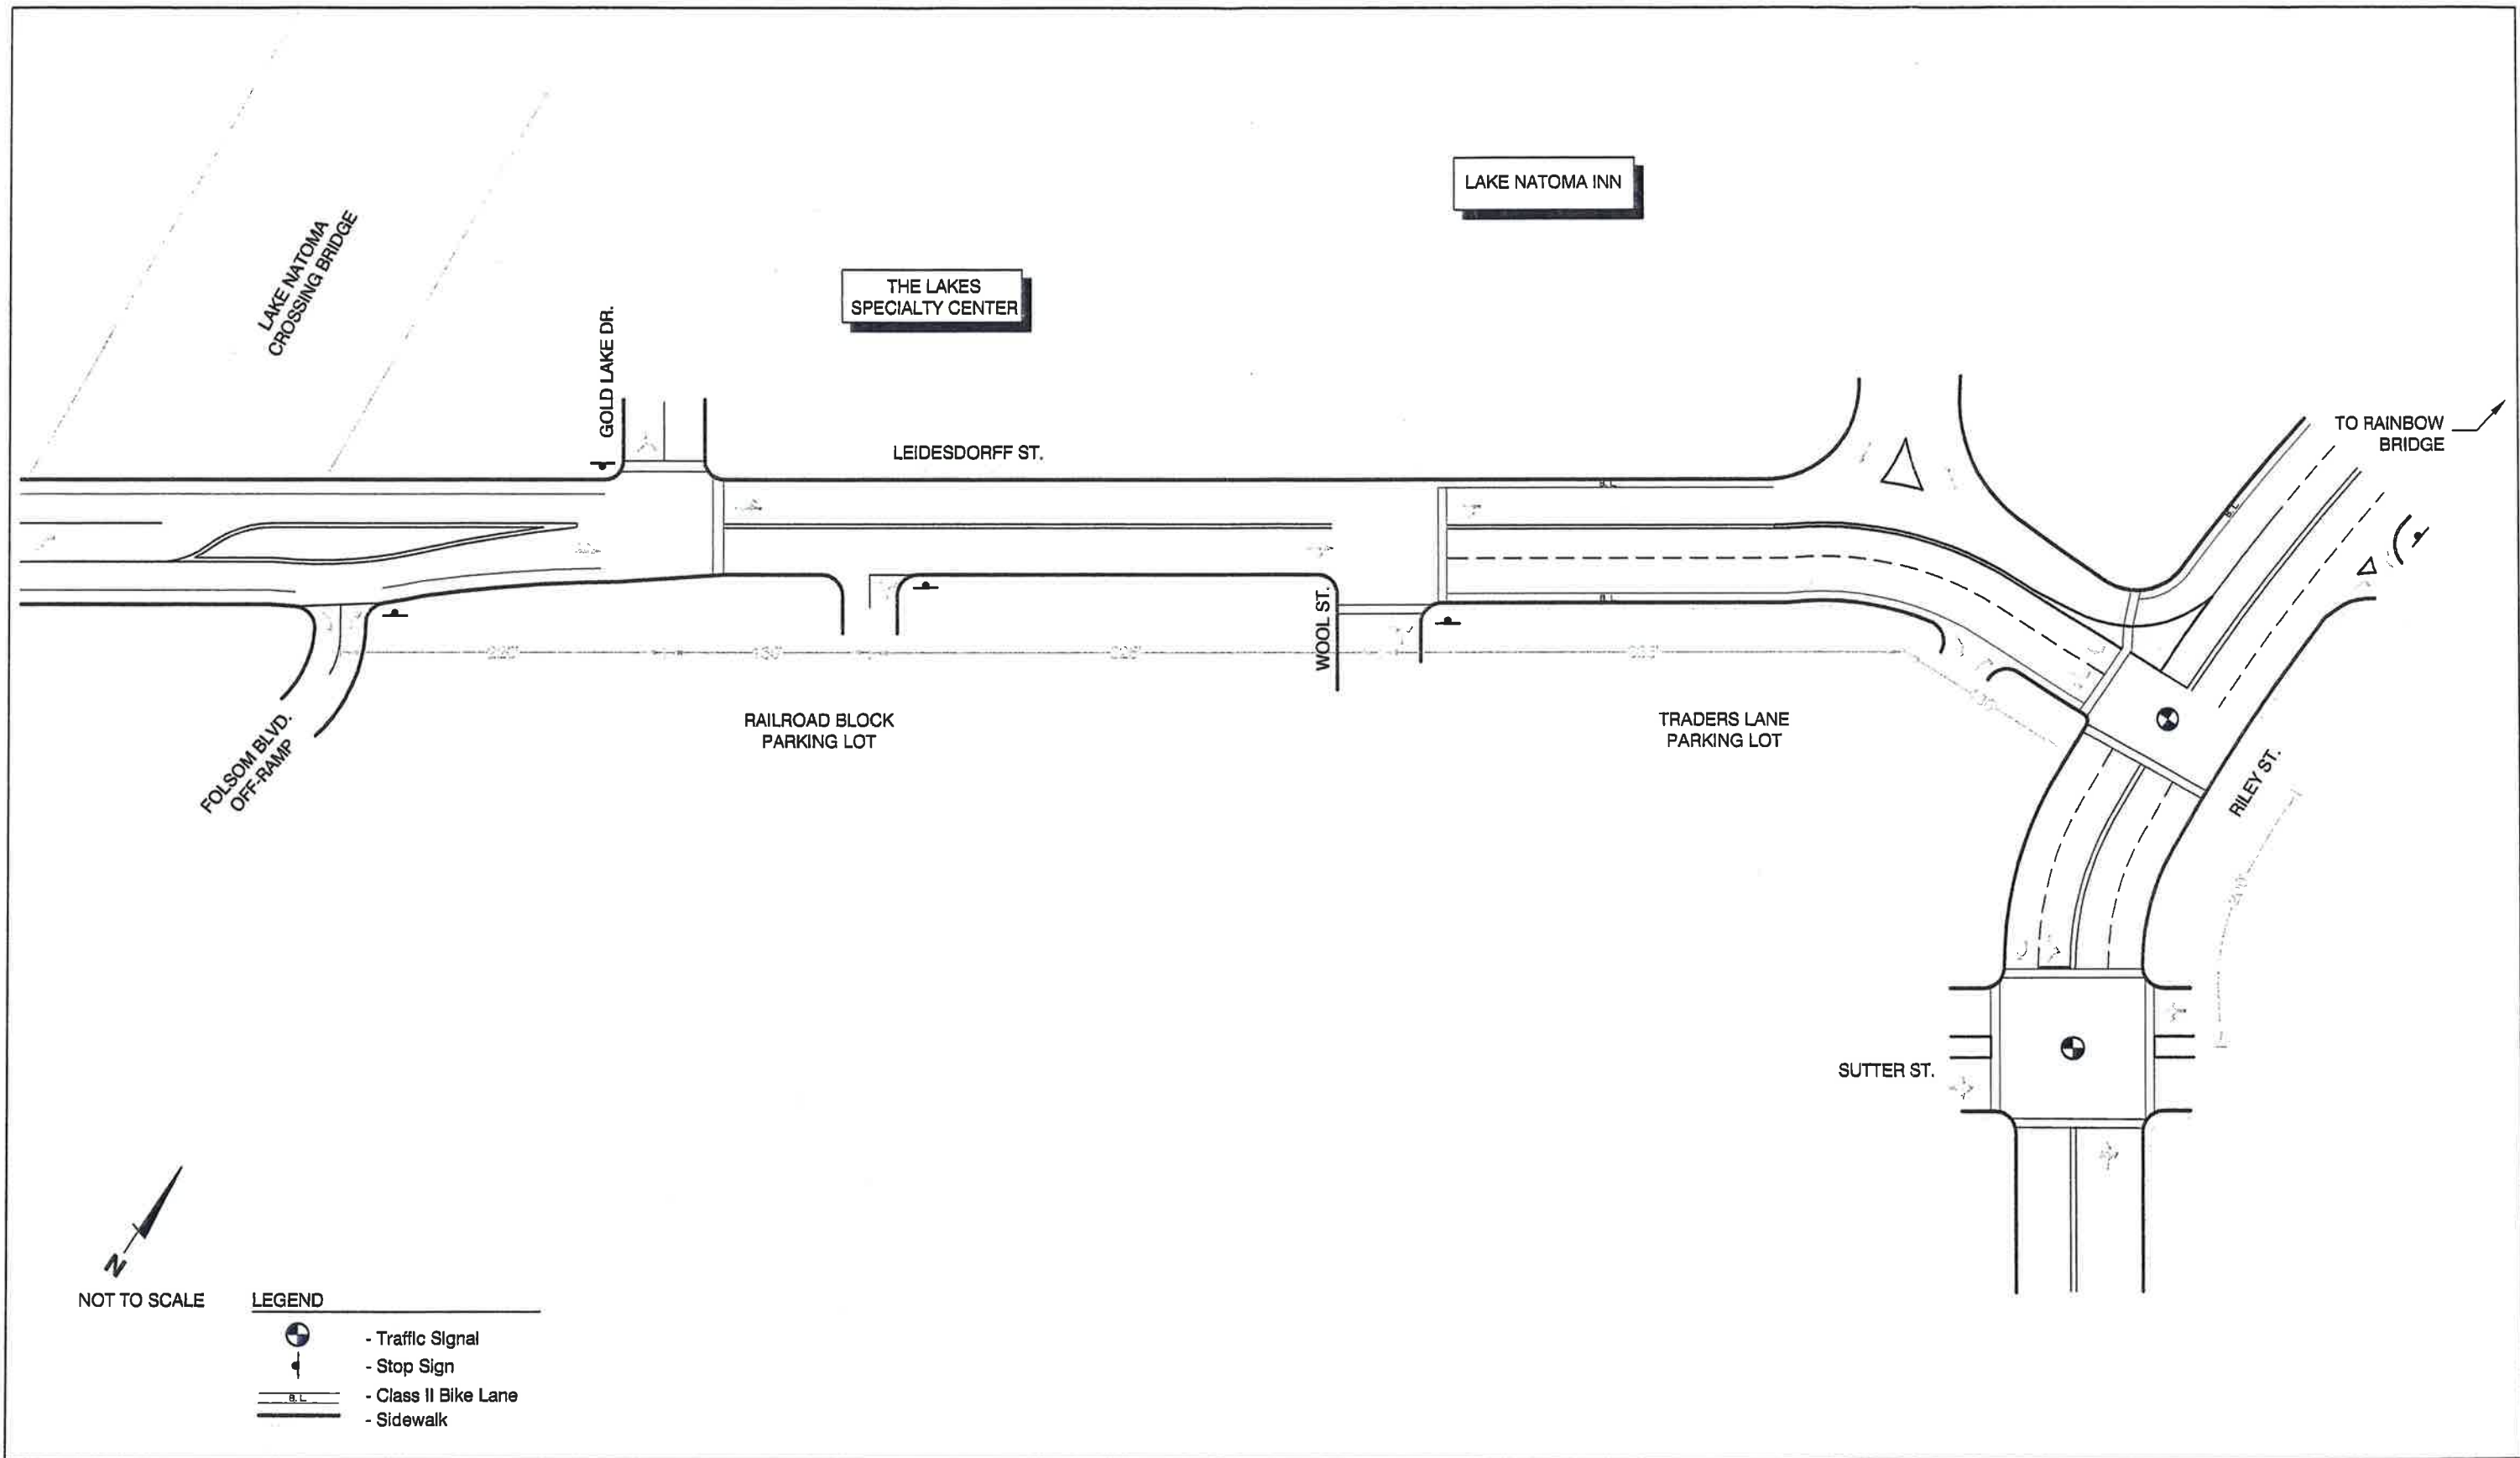 LAKE NATOMA INN
LAKE NATOMA
CROSSING BRIDGE
THE LAKES
SPECIALTY CENTER
GOLD LAKE DR.
LEIDESDORFF ST.
TO RAINBOW
BRIDGE
B.L.
B.L.
B.L.
WOOL ST.
FOLSOM BLVD.
OFF-RAMP
RAILROAD BLOCK
PARKING LOT
TRADERS LANE
PARKING LOT
RILEY ST.
SUTTER ST.
N
NOT TO SCALE
LEGEND
- Traffic Signal
- Stop Sign
B.L.
- Class II Bike Lane
- Sidewalk